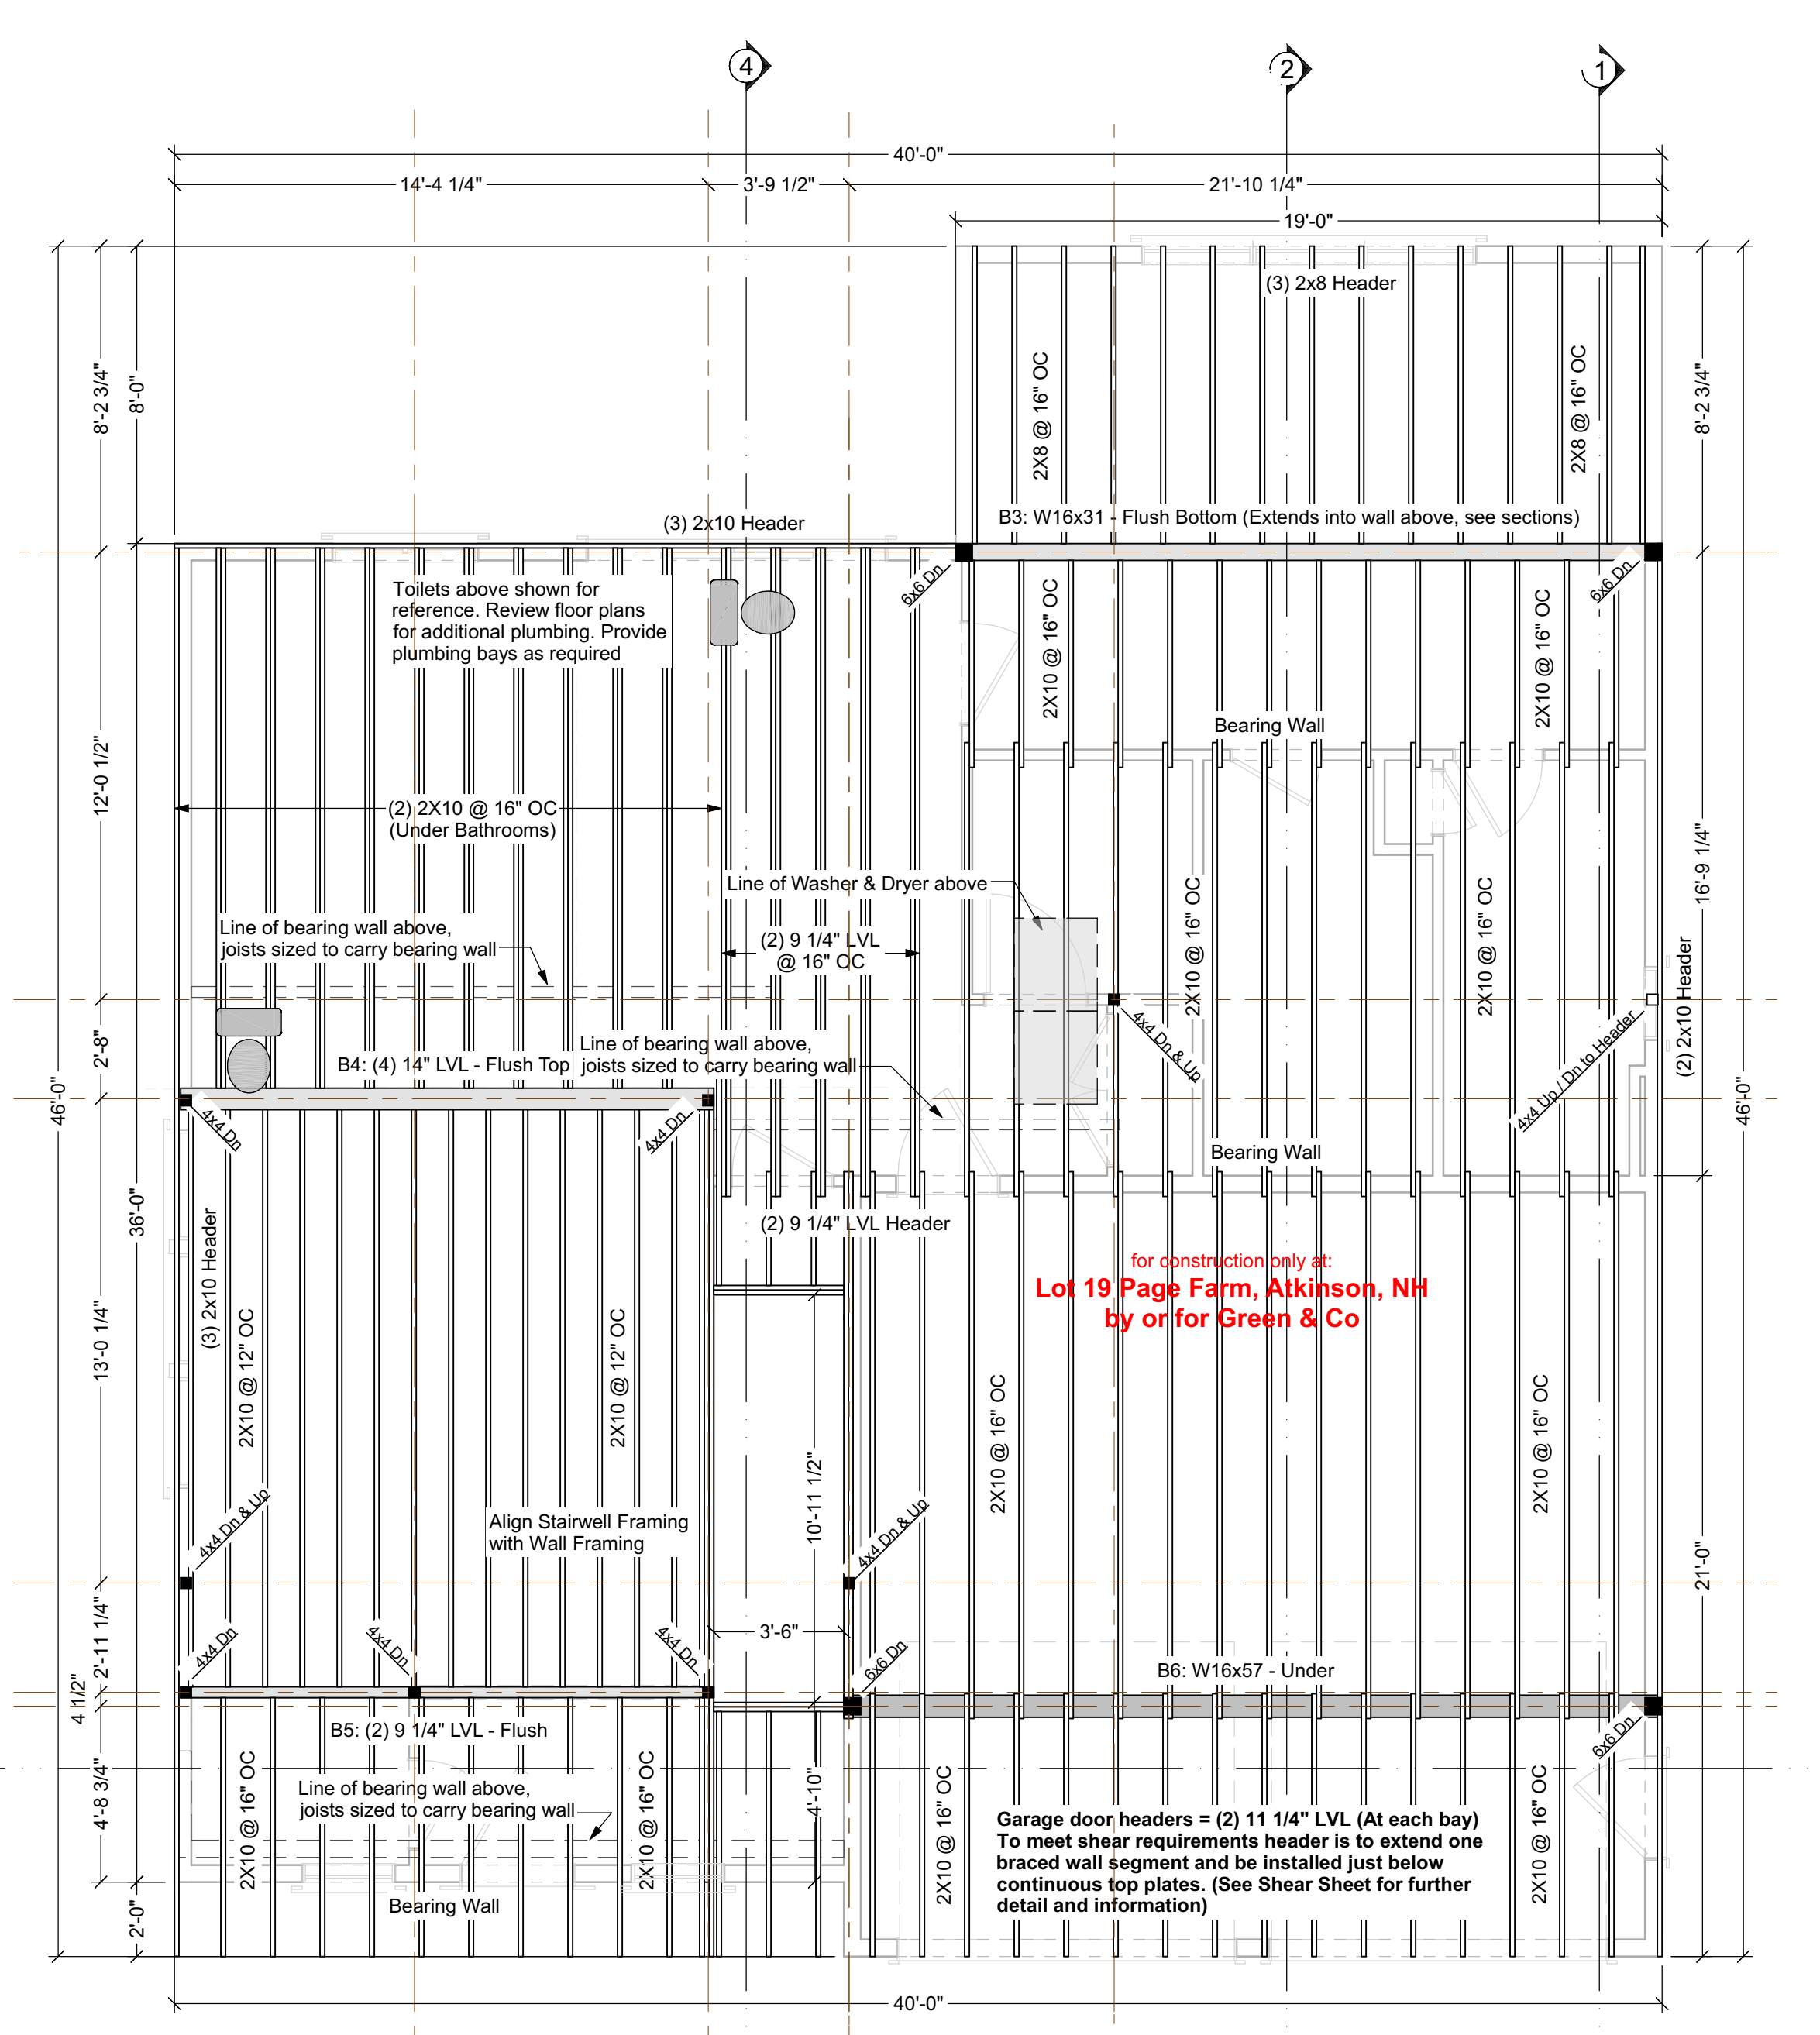 4
2
1
40'-0"
14'-4 1/4"
3'-9 1/2"
21'-10 1/4"
19'-0"
(3) 2x8 Header
8'-2 3/4"
8'-0"
2X8 @ 16" OC
2X8 @ 16" OC
8'-2 3/4"
(3) 2x10 Header
B3: W16x31 - Flush Bottom (Extends into wall above, see sections)
6x6 Dn
6x6 Dn
Toilets above shown for
reference. Review floor plans
for additional plumbing. Provide
plumbing bays as required
2X10 @ 16" OC
2X10 @ 16" OC
Bearing Wall
12'-0 1/2"
(2) 2X10 @ 16" OC
(Under Bathrooms)
16'-9 1/4"
Line of Washer & Dryer above
Line of bearing wall above,
joists sized to carry bearing wall
(2) 9 1/4" LVL
@ 16" OC
2X10 @ 16" OC
2X10 @ 16" OC
(2) 2x10 Header
2'-8"
B4: (4) 14" LVL - Flush Top
Line of bearing wall above,
joists sized to carry bearing wall
4x4 Dn & Up
4x4 Up / Dn to Header
46'-0"
46'-0"
4x4 Dn
4x4 Dn
Bearing Wall
36'-0"
(2) 9 1/4" LVL Header
(3) 2x10 Header
for construction only at:
Lot 19 Page Farm, Atkinson, NH
by or for Green & Co
13'-0 1/4"
2X10 @ 12" OC
2X10 @ 12" OC
2X10 @ 16" OC
2X10 @ 16" OC
10'-11 1/2"
4x4 Dn & Up
Align Stairwell Framing
with Wall Framing
4x4 Dn & Up
21'-0"
2'-11 1/4"
4x4 Dn
4x4 Dn
4x4 Dn
3'-6"
6x6 Dn
B6: W16x57 - Under
4 1/2"
B5: (2) 9 1/4" LVL - Flush
6x6 Dn
4'-8 3/4"
2X10 @ 16" OC
Line of bearing wall above,
joists sized to carry bearing wall
2X10 @ 16" OC
4'-10"
2X10 @ 16" OC
Garage door headers = (2) 11 1/4" LVL (At each bay)
To meet shear requirements header is to extend one
braced wall segment and be installed just below
continuous top plates. (See Shear Sheet for further
detail and information)
2X10 @ 16" OC
Bearing Wall
2'-0"
40'-0"